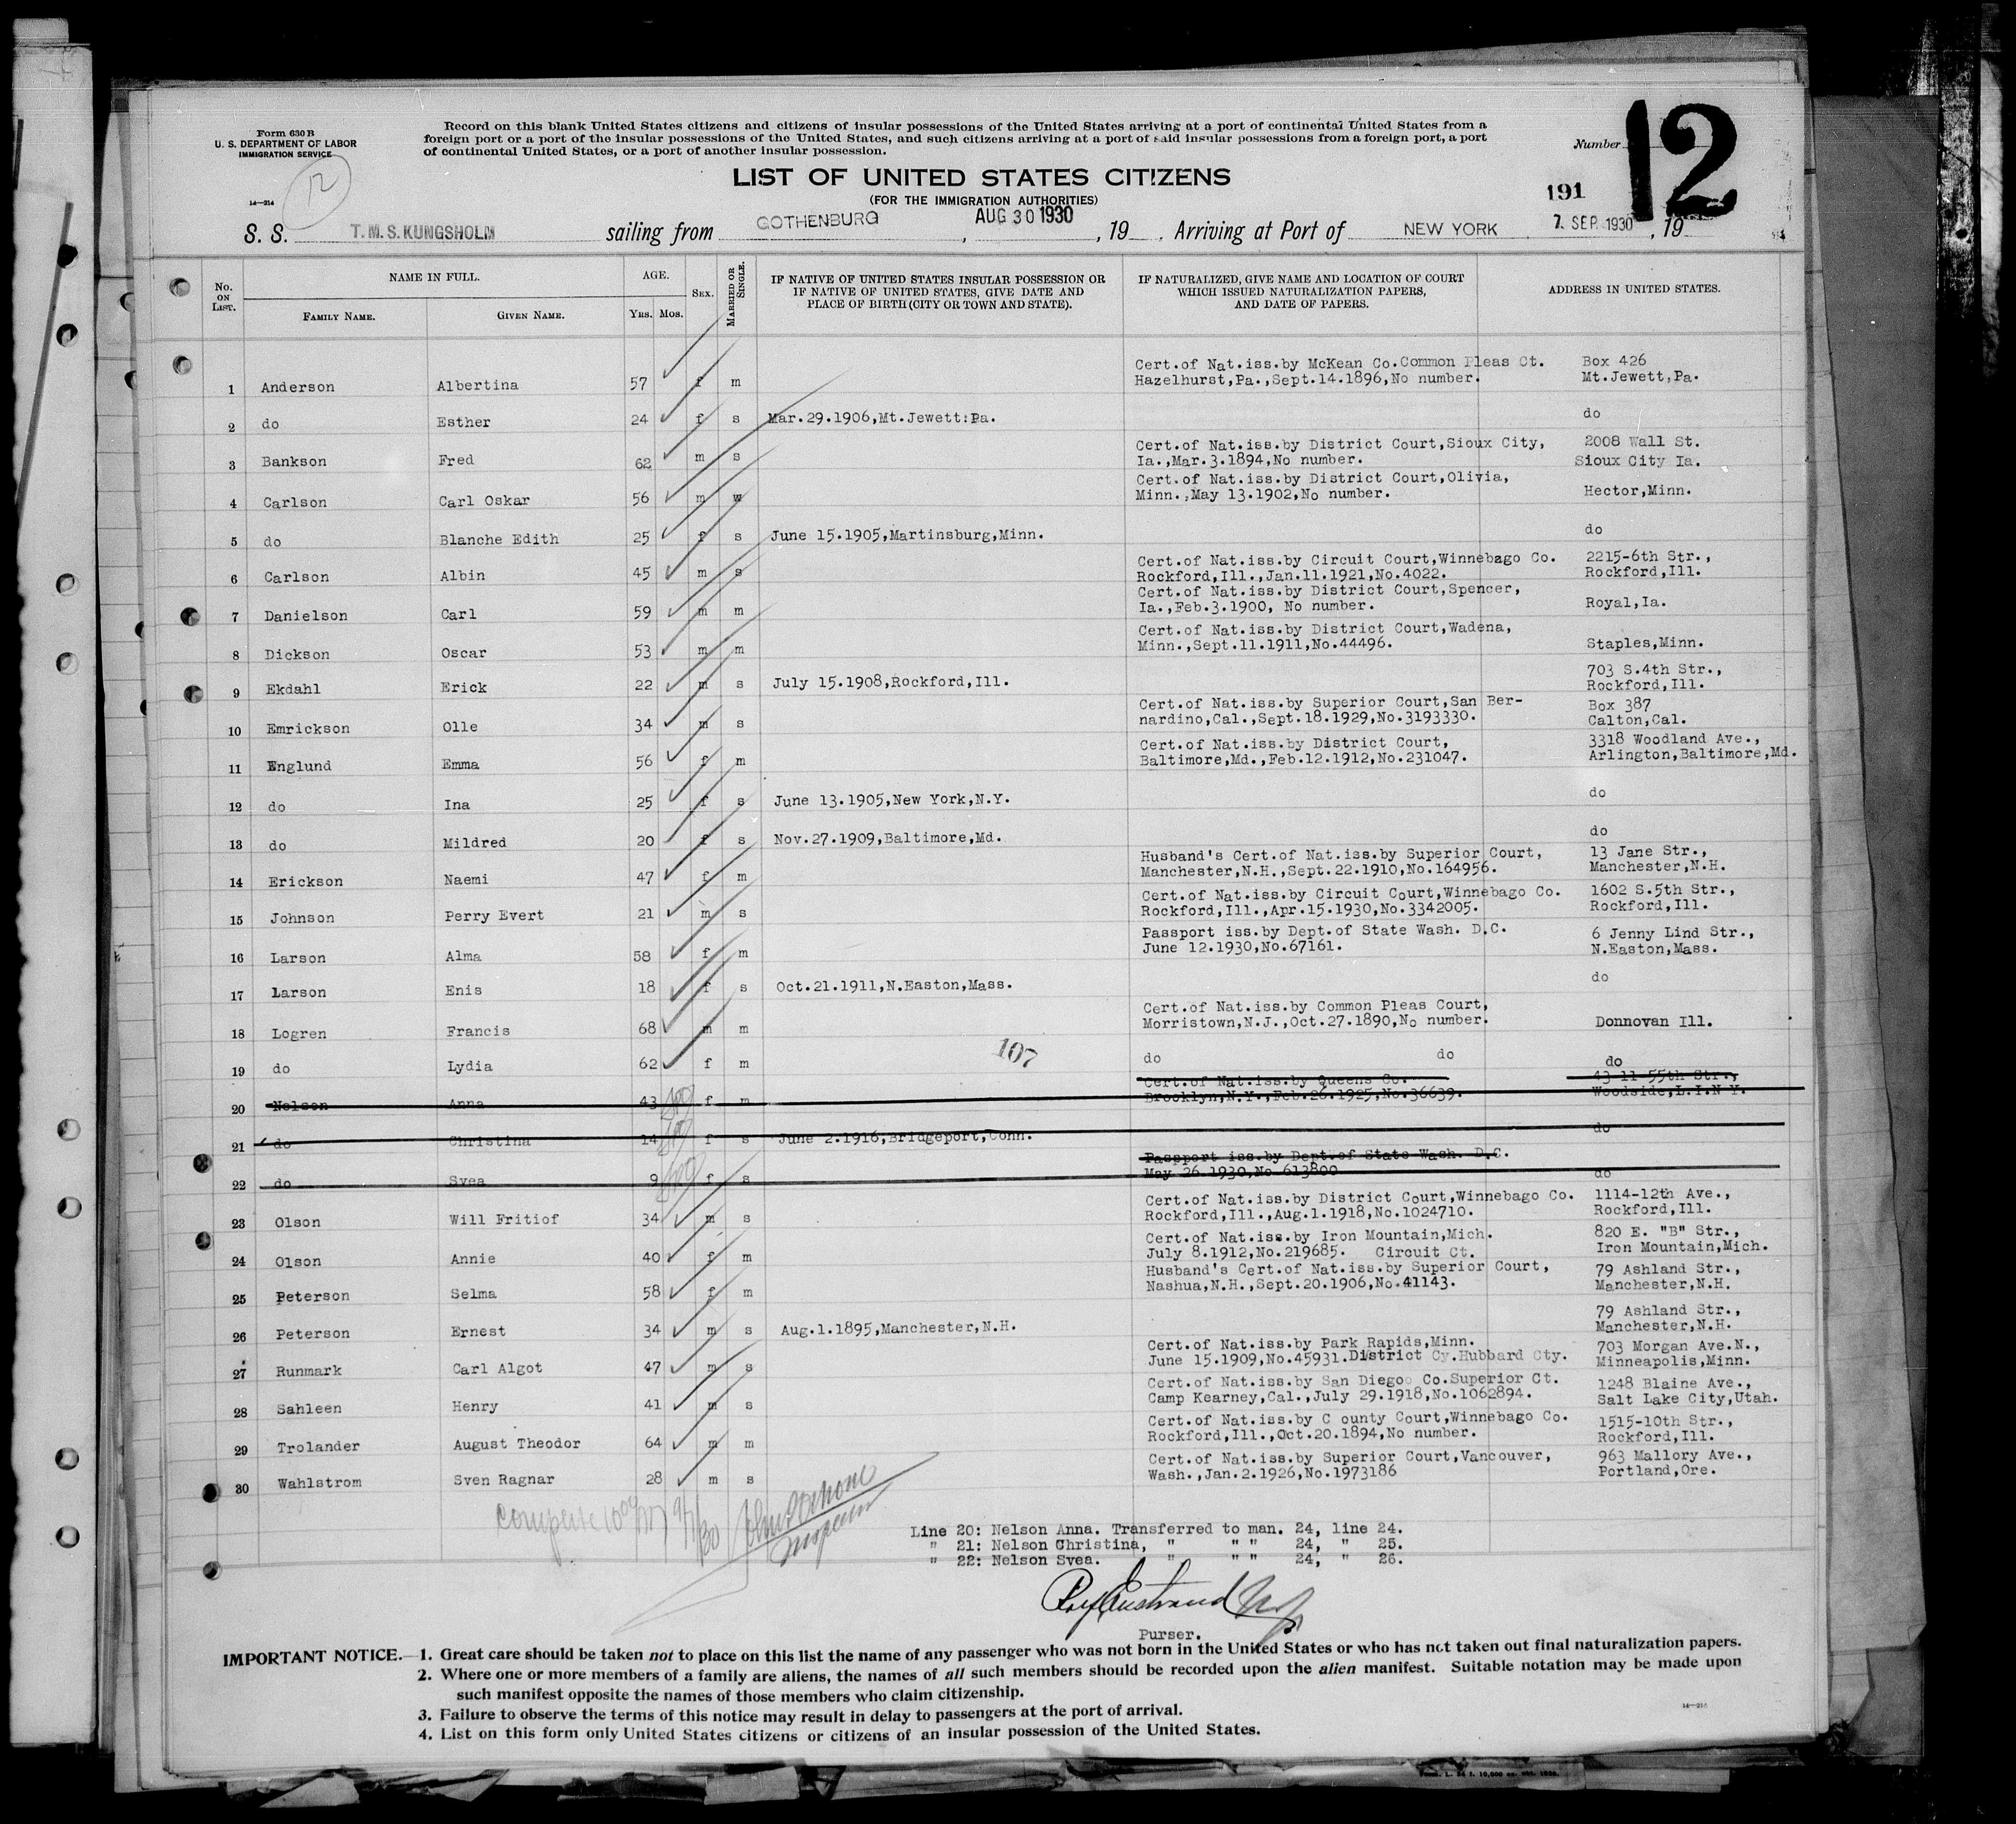 Form 630 B
U. S. DEPARTMENT OF LABOR
IMMIGRATION SERVICE
14—214
12
Record on this blank United States citizens and citizens of insular possessions of the United States arriving at a port of continental United States from a
foreign port or a port of the insular possessions of the United States, and such citizens arriving at a port of said insular possessions from a foreign port, a port
of continental United States, or a port of another insular possession.
Number 12
LIST OF UNITED STATES CITIZENS
(FOR THE IMMIGRATION AUTHORITIES)
191
S. S. T.M.S. KUNGSHOLM sailing from GOTHENBURG, AUG 30 1930, 19 . Arriving at Port of NEW YORK 7. SEP. 1930, 19
No. ON LIST. NAME IN FULL. FAMILY NAME. GIVEN NAME. AGE. YRS. MOS. SEX. MARRIED OR SINGLE. IF NATIVE OF UNITED STATES INSULAR POSSESSION OR IF NATIVE OF UNITED STATES, GIVE DATE AND PLACE OF BIRTH (CITY OR TOWN AND STATE). IF NATURALIZED, GIVE NAME AND LOCATION OF COURT WHICH ISSUED NATURALIZATION PAPERS, AND DATE OF PAPERS. ADDRESS IN UNITED STATES.
Cert.of Nat.iss.by McKean Co.Common Pleas Ct. Box 426
1 Anderson Albertina 57 f m Hazelhurst,Pa.,Sept.14.1896,No number. Mt.Jewett,Pa.
2 do Esther 24 f s Mar.29.1906,Mt.Jewett:Pa. do
Cert.of Nat.iss.by District Court,Sioux City, 2008 Wall St.
3 Bankson Fred 62 m s Ia.,Mar.3.1894,No number. Sioux City Ia.
Cert.of Nat.iss.by District Court,Olivia,
4 Carlson Carl Oskar 56 m w Minn.,May 13.1902,No number. Hector,Minn.
5 do Blanche Edith 25 f s June 15.1905,Martinsburg,Minn. do
Cert.of Nat.iss.by Circuit Court,Winnebago Co. 2215-6th Str.,
6 Carlson Albin 45 m s Rockford,Ill.,Jan.11.1921,No.4022. Rockford,Ill.
Cert.of Nat.iss.by District Court,Spencer,
7 Danielson Carl 59 m m Ia.,Feb.3.1900, No number. Royal,Ia.
Cert.of Nat.iss.by District Court,Wadena,
8 Dickson Oscar 53 m m Minn.,Sept.11.1911,No.44496. Staples,Minn.
703 S.4th Str.,
9 Ekdahl Erick 22 m s July 15.1908,Rockford,Ill. Rockford,Ill.
Cert.of Nat.iss.by Superior Court,San Ber- Box 387
10 Emrickson Olle 34 m s nardino,Cal.,Sept.18.1929,No.3193330. Calton,Cal.
Cert.of Nat.iss.by District Court, 3318 Woodland Ave.,
11 Englund Emma 56 f m Baltimore,Md.,Feb.12.1912,No.231047. Arlington,Baltimore,Md.
12 do Ina 25 f s June 13.1905,New York,N.Y. do
13 do Mildred 20 f s Nov.27.1909,Baltimore,Md. do
Husband's Cert.of Nat.iss.by Superior Court, 13 Jane Str.,
14 Erickson Naemi 47 f m Manchester,N.H.,Sept.22.1910,No.164956. Manchester,N.H.
Cert.of Nat.iss.by Circuit Court,Winnebago Co. 1602 S.5th Str.,
15 Johnson Perry Evert 21 m s Rockford,Ill.,Apr.15.1930,No.3342005. Rockford,Ill.
Passport iss.by Dept.of State Wash. D.C. 6 Jenny Lind Str.,
16 Larson Alma 58 f m June 12.1930,No.67161. N.Easton,Mass.
17 Larson Enis 18 f s Oct.21.1911,N.Easton,Mass. do
Cert.of Nat.iss.by Common Pleas Court,
18 Logren Francis 68 m m Morristown,N.J.,Oct.27.1890,No number. Donnovan Ill.
107
19 do Lydia 62 f m do do do
Cert.of Nat.iss.by Queens Co. 43-11-55th Str.,
20 Nelson Anna 43 f m Brooklyn,N.Y.,Feb.26.1925,No.36639. Woodside,L.I.N.Y.
21 do Christina 14 f s June 2.1916,Bridgeport,Conn. do
Passport iss.by Dept.of State Wash. D.C.
22 do Svea 9 f s May 26.1930,No.613800 do
Cert.of Nat.iss.by District Court,Winnebago Co. 1114-12th Ave.,
23 Olson Will Fritiof 34 m s Rockford,Ill.,Aug.1.1918,No.1024710. Rockford,Ill.
Cert.of Nat.iss.by Iron Mountain,Mich. 820 E. "B" Str.,
24 Olson Annie 40 f m July 8.1912,No.219685. Circuit Ct. Iron Mountain,Mich.
Husband's Cert.of Nat.iss.by Superior Court, 79 Ashland Str.,
25 Peterson Selma 58 f m Nashua,N.H.,Sept.20.1906,No.41143. Manchester,N.H.
79 Ashland Str.,
26 Peterson Ernest 34 m s Aug.1.1895,Manchester,N.H. Manchester,N.H.
Cert.of Nat.iss.by Park Rapids,Minn. 703 Morgan Ave.N.,
27 Runmark Carl Algot 47 m s June 15.1909,No.45931.District Cy.Hubbard Cty. Minneapolis,Minn.
Cert.of Nat.iss.by San Diego Co.Superior Ct. 1248 Blaine Ave.,
28 Sahleen Henry 41 m s Camp Kearney,Cal.,July 29.1918,No.1062894. Salt Lake City,Utah.
Cert.of Nat.iss.by C ounty Court,Winnebago Co. 1515-10th Str.,
29 Trolander August Theodor 64 m m Rockford,Ill.,Oct.20.1894,No number. Rockford,Ill.
Cert.of Nat.iss.by Superior Court,Vancouver, 963 Mallory Ave.,
30 Wahlstrom Sven Ragnar 28 m s Wash.,Jan.2.1926,No.1973186 Portland,Ore.
9/7/30
Inspector
Line 20: Nelson Anna. Transferred to man. 24, line 24.
" 21: Nelson Christina, " " " 24, " 25.
" 22: Nelson Svea. " " " 24, " 26.
Purser.
IMPORTANT NOTICE.—1. Great care should be taken not to place on this list the name of any passenger who was not born in the United States or who has not taken out final naturalization papers.
2. Where one or more members of a family are aliens, the names of all such members should be recorded upon the alien manifest. Suitable notation may be made upon
such manifest opposite the names of those members who claim citizenship.
3. Failure to observe the terms of this notice may result in delay to passengers at the port of arrival.
4. List on this form only United States citizens or citizens of an insular possession of the United States.
14—214